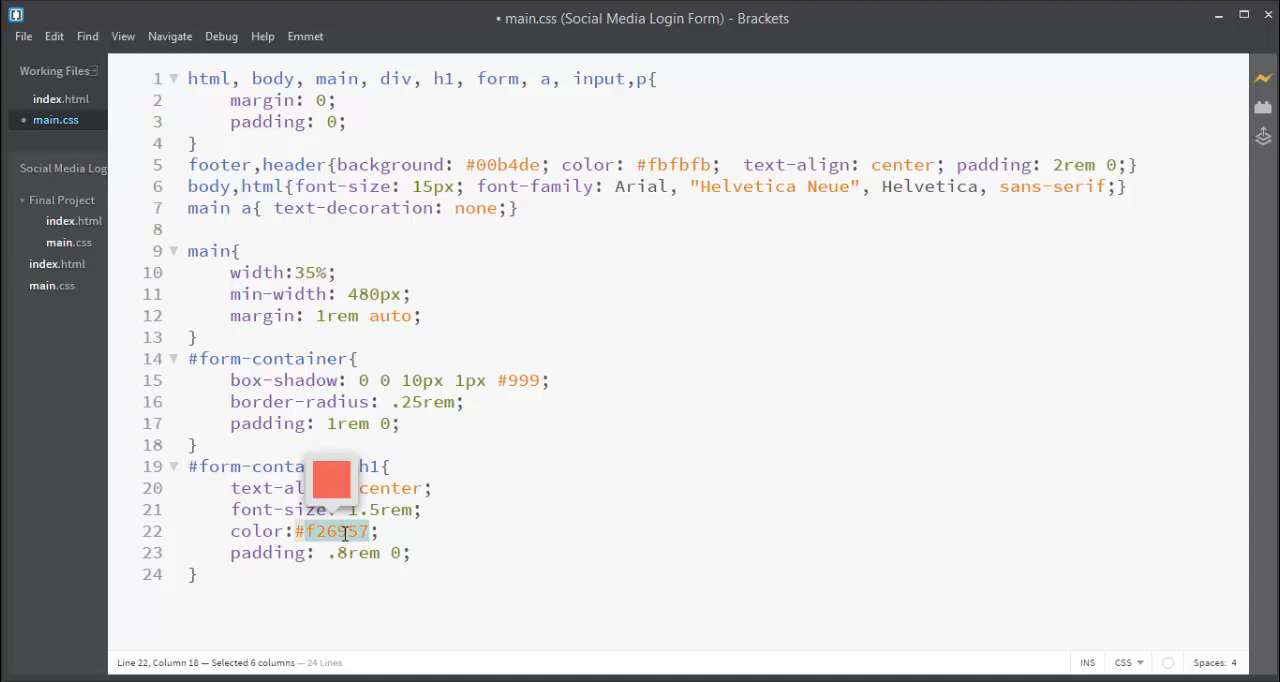 • main.css (Social Media Login Form) - Brackets
File Edit Find View Navigate Debug Help Emmet
Working Files
index.html
main.css
Social Media Log
Final Project
index.html
main.css
index.html
main.css
1 html, body, main, div, h1, form, a, input,p{
2 margin: 0;
3 padding: 0;
4 }
5 footer,header{background: #00b4de; color: #fbfbfb; text-align: center; padding: 2rem 0;}
6 body,html{font-size: 15px; font-family: Arial, "Helvetica Neue", Helvetica, sans-serif;}
7 main a{ text-decoration: none;}
8
9 main{
10 width:35%;
11 min-width: 480px;
12 margin: 1rem auto;
13 }
14 #form-container{
15 box-shadow: 0 0 10px 1px #999;
16 border-radius: .25rem;
17 padding: 1rem 0;
18 }
19 #form-conta h1{
20 text-al center;
21 font-size: 1.5rem;
22 color:#f26957;
23 padding: .8rem 0;
24 }
Line 22, Column 18 — Selected 6 columns — 24 Lines
INS CSS Spaces: 4